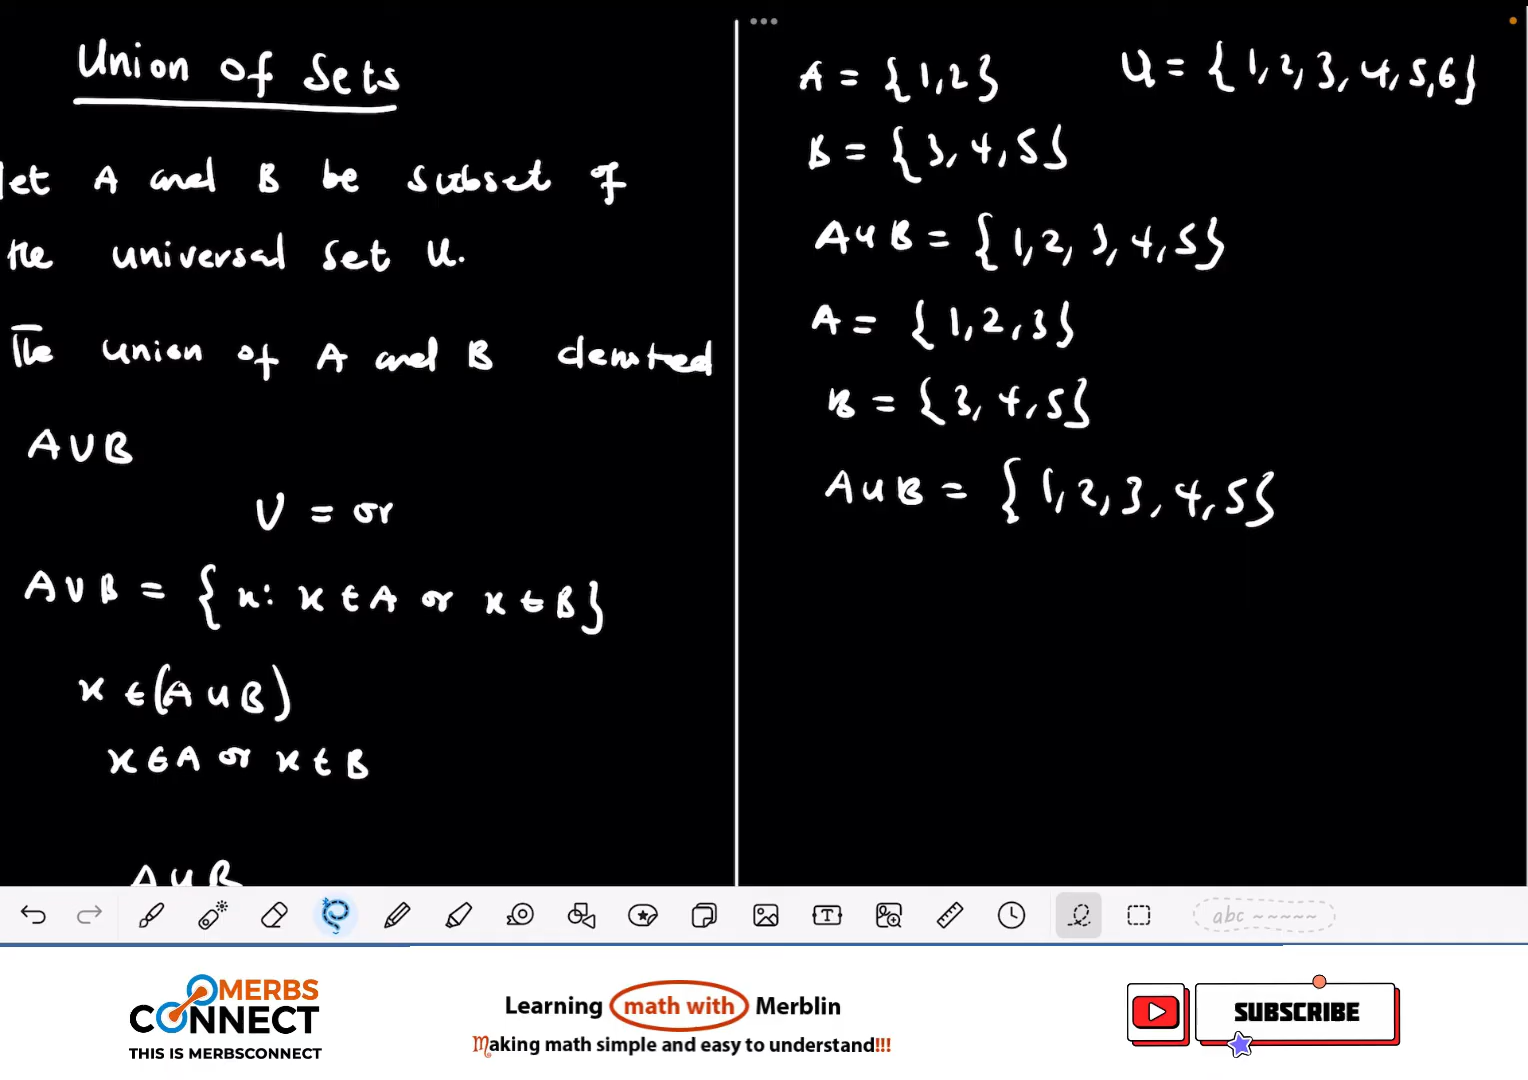 Union of Sets
let A and B be subset of
the universal set U.
The union of A and B denoted
A∪B
∪ = or
A∪B = {x: x ∈ A or x ∈ B}
x ∈ (A∪B)
x ∈ A or x ∈ B
A∪B
A = {1,2} U = {1,2,3,4,5,6}
B = {3,4,5}
A∪B = {1,2,3,4,5}
A = {1,2,3}
B = {3,4,5}
A∪B = {1,2,3,4,5}
abc ~~~~~
MERBS
CONNECT
THIS IS MERBSCONNECT
Learning math with Merblin
Making math simple and easy to understand!!!
SUBSCRIBE